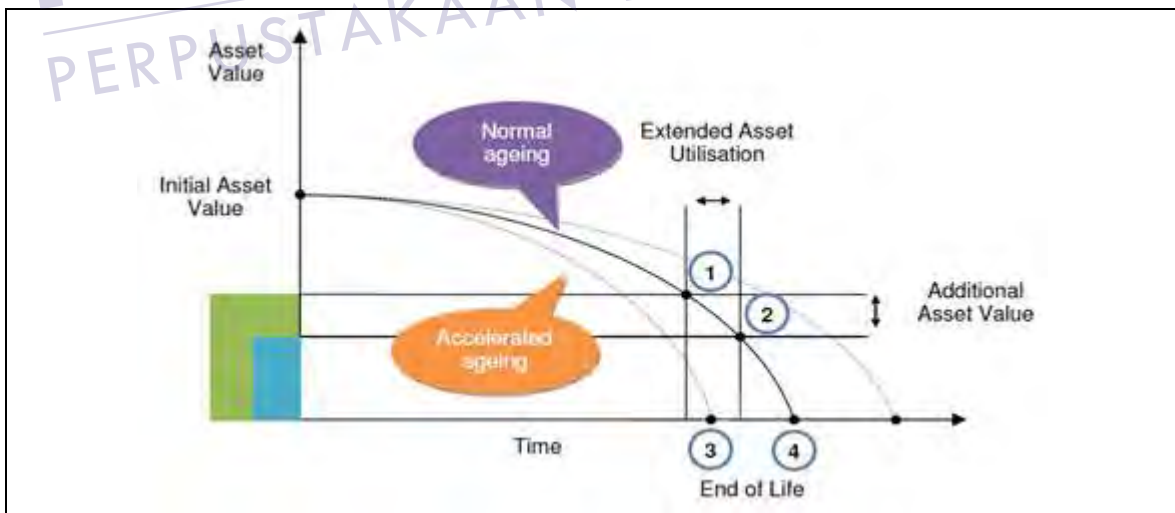 PERPUSTAKAAN
Asset
Value
Normal
ageing
Extended Asset
Utilisation
Initial Asset
Value
1
2
Additional
Asset Value
Accelerated
ageing
Time
3
4
End of Life